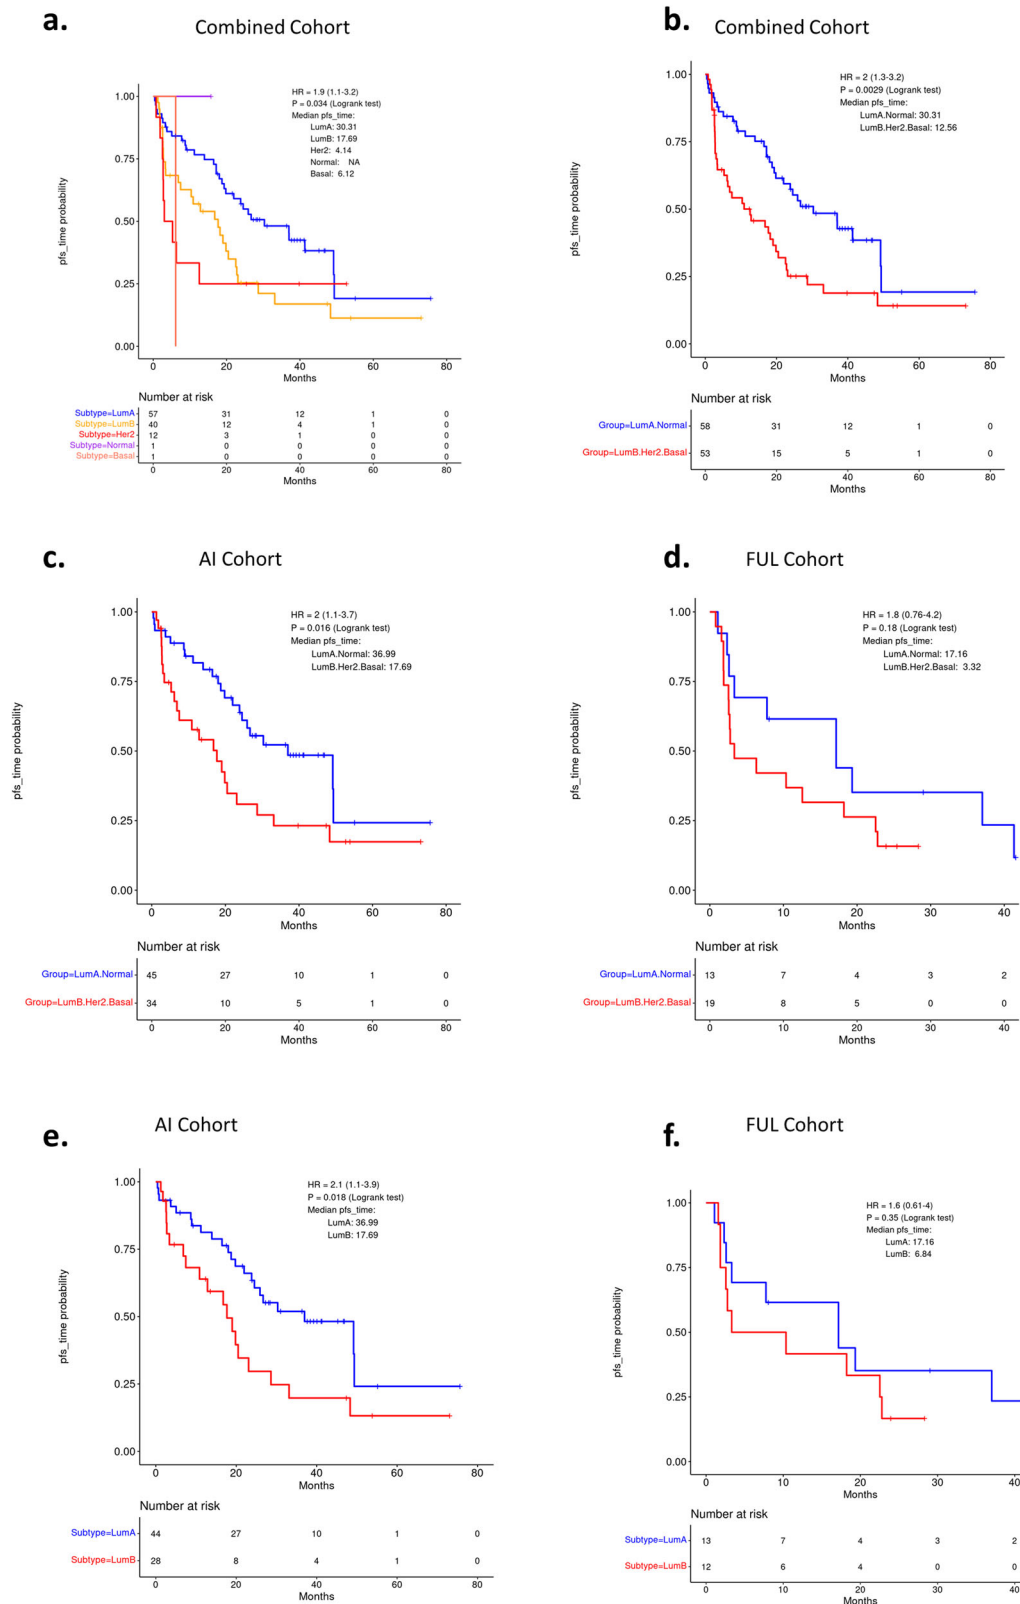 a.
Combined Cohort
HR = 1.9 (1.1-3.2)
P = 0.034 (Logrank test)
Median pfs_time:
LumA: 30.31
LumB: 17.69
Her2: 4.14
Normal: NA
Basal: 6.12
1.00
0.75
0.50
0.25
0.00
pfs_time probability
0 20 40 60 80
Months
Number at risk
Subtype=LumA 57 31 12 1 0
Subtype=LumB 40 12 4 1 0
Subtype=Her2 12 3 1 0 0
Subtype=Normal 1 0 0 0 0
Subtype=Basal 1 0 0 0 0
0 20 40 60 80
Months
b.
Combined Cohort
HR = 2 (1.3-3.2)
P = 0.0029 (Logrank test)
Median pfs_time:
LumA.Normal: 30.31
LumB.Her2.Basal: 12.56
1.00
0.75
0.50
0.25
0.00
pfs_time probability
0 20 40 60 80
Months
Number at risk
Group=LumA.Normal 58 31 12 1 0
Group=LumB.Her2.Basal 53 15 5 1 0
0 20 40 60 80
Months
c.
AI Cohort
HR = 2 (1.1-3.7)
P = 0.016 (Logrank test)
Median pfs_time:
LumA.Normal: 36.99
LumB.Her2.Basal: 17.69
1.00
0.75
0.50
0.25
0.00
pfs_time probability
0 20 40 60 80
Months
Number at risk
Group=LumA.Normal 45 27 10 1 0
Group=LumB.Her2.Basal 34 10 5 1 0
0 20 40 60 80
Months
d.
FUL Cohort
HR = 1.8 (0.76-4.2)
P = 0.18 (Logrank test)
Median pfs_time:
LumA.Normal: 17.16
LumB.Her2.Basal: 3.32
1.00
0.75
0.50
0.25
0.00
pfs_time probability
0 10 20 30 40
Months
Number at risk
Group=LumA.Normal 13 7 4 3 2
Group=LumB.Her2.Basal 19 8 5 0 0
0 10 20 30 40
Months
e.
AI Cohort
HR = 2.1 (1.1-3.9)
P = 0.018 (Logrank test)
Median pfs_time:
LumA: 36.99
LumB: 17.69
1.00
0.75
0.50
0.25
0.00
pfs_time probability
0 20 40 60 80
Months
Number at risk
Subtype=LumA 44 27 10 1 0
Subtype=LumB 28 8 4 1 0
0 20 40 60 80
Months
f.
FUL Cohort
HR = 1.6 (0.61-4)
P = 0.35 (Logrank test)
Median pfs_time:
LumA: 17.16
LumB: 6.84
1.00
0.75
0.50
0.25
0.00
pfs_time probability
0 10 20 30 40
Months
Number at risk
Subtype=LumA 13 7 4 3 2
Subtype=LumB 12 6 4 0 0
0 10 20 30 40
Months